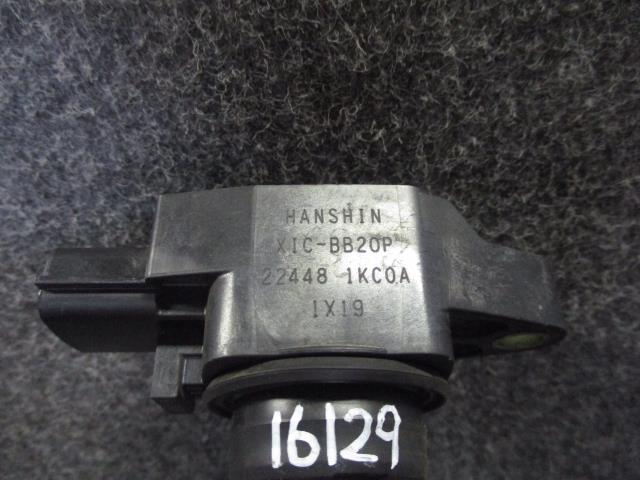 HANSHIN
XIC-BB20P
22448 1KC0A
1X19
16129